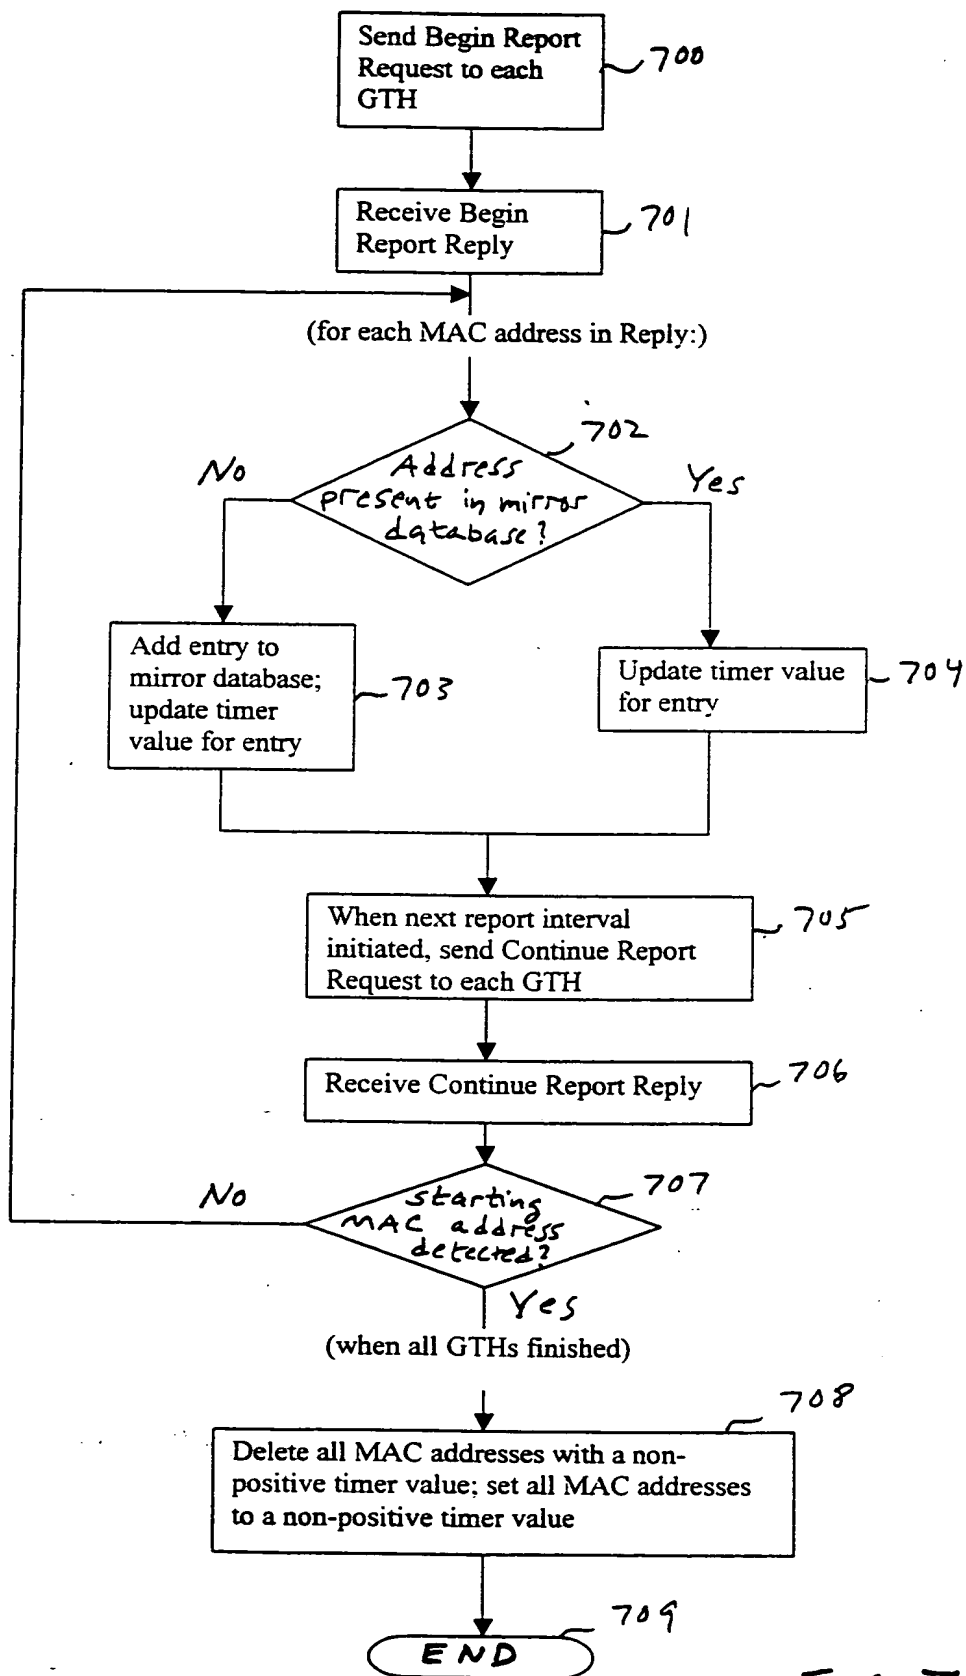 Send Begin Report
Request to each
GTH
700
Receive Begin
Report Reply
701
(for each MAC address in Reply:)
702
Address
present in mirror
database?
No
Yes
Add entry to
mirror database;
update timer
value for entry
703
Update timer value
for entry
704
When next report interval
initiated, send Continue Report
Request to each GTH
705
Receive Continue Report Reply
706
707
starting
MAC address
detected?
No
Yes
(when all GTHs finished)
708
Delete all MAC addresses with a non-
positive timer value; set all MAC addresses
to a non-positive timer value
709
END